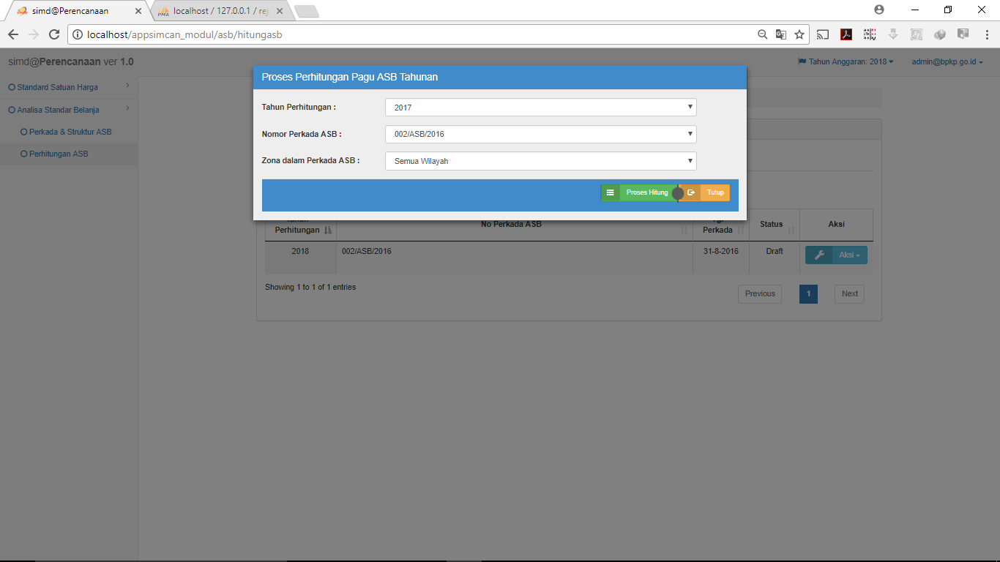 simd@Perencanaan
localhost / 127.0.0.1 / rej
localhost/appsimcan_modul/asb/hitungasb
simd@Perencanaan ver 1.0
Tahun Anggaran: 2018
admin@bpkp.go.id
Standard Satuan Harga
Analisa Standar Belanja
Perkada & Struktur ASB
Perhitungan ASB
Proses Perhitungan Pagu ASB Tahunan
Tahun Perhitungan :
2017
Nomor Perkada ASB :
002/ASB/2016
Zona dalam Perkada ASB :
Semua Wilayah
Proses Hitung
Tutup
Perhitungan
No Perkada ASB
Perkada
Status
Aksi
2018
002/ASB/2016
31-8-2016
Draft
Aksi
Showing 1 to 1 of 1 entries
Previous
1
Next